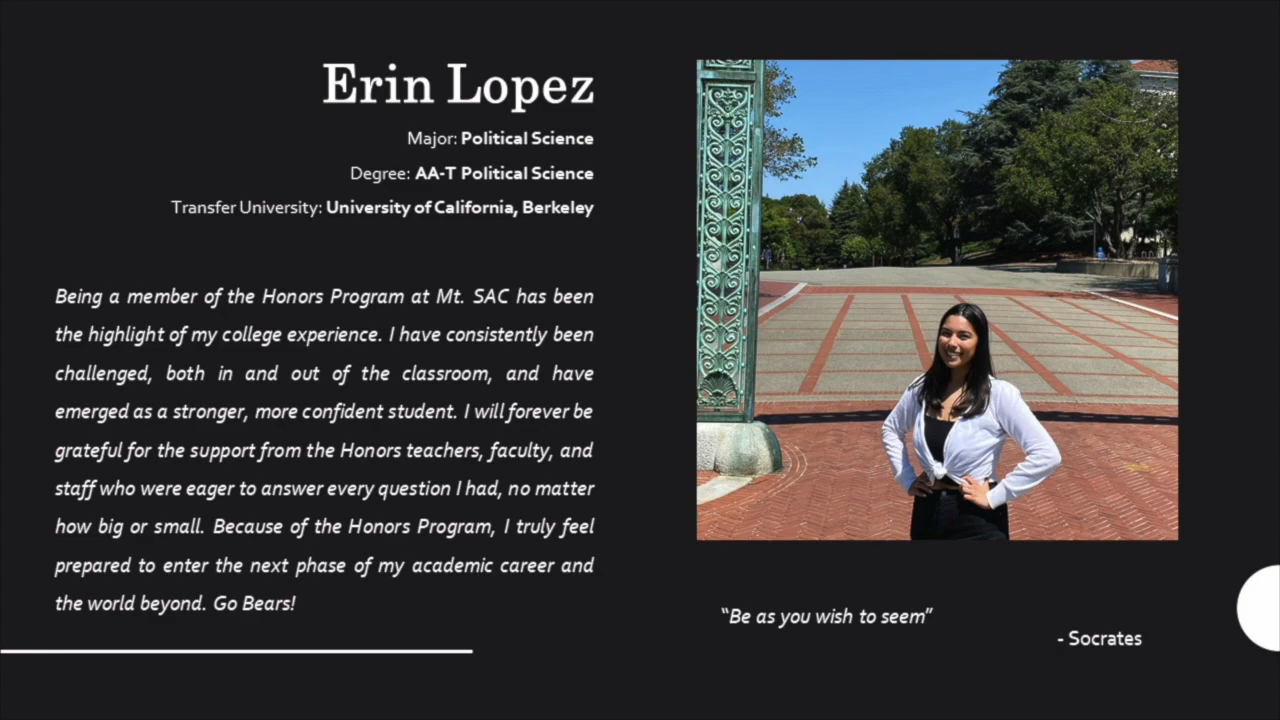 Erin Lopez
Major: Political Science
Degree: AA-T Political Science
Transfer University: University of California, Berkeley
Being a member of the Honors Program at Mt. SAC has been
the highlight of my college experience. I have consistently been
challenged, both in and out of the classroom, and have
emerged as a stronger, more confident student. I will forever be
grateful for the support from the Honors teachers, faculty, and
staff who were eager to answer every question I had, no matter
how big or small. Because of the Honors Program, I truly feel
prepared to enter the next phase of my academic career and
the world beyond. Go Bears!
“Be as you wish to seem”
- Socrates